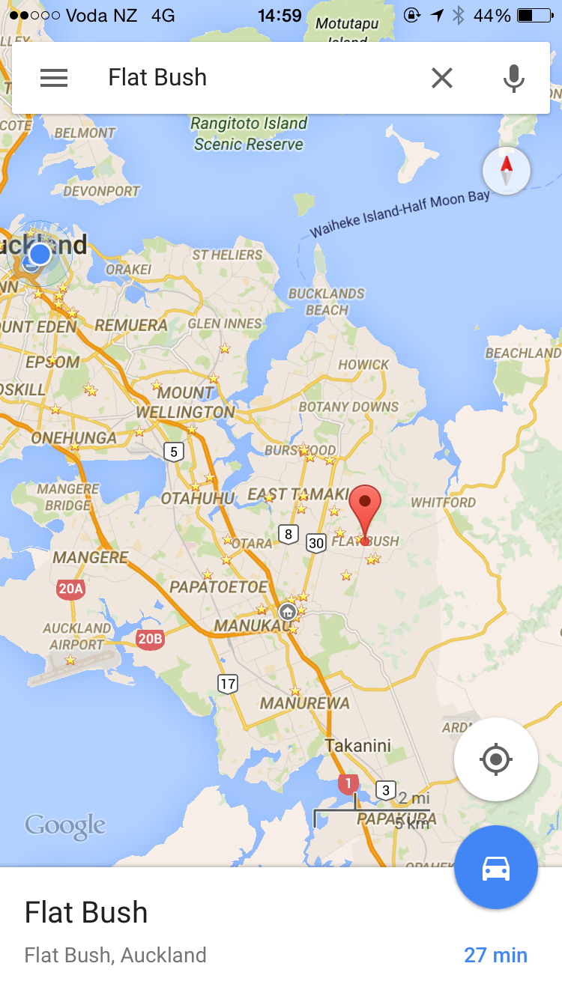 Voda NZ 4G 14:59 44%
Motutapu
Island
Flat Bush
COTE
BELMONT
Rangitoto Island
Scenic Reserve
DEVONPORT
Waiheke Island-Half Moon Bay
uckland
ST HELIERS
ORAKEI
BUCKLANDS
BEACH
OUNT EDEN
REMUERA
GLEN INNES
BEACHLAND
EPSOM
HOWICK
OSKILL
MOUNT
WELLINGTON
BOTANY DOWNS
ONEHUNGA
5
BURSWOOD
MANGERE
BRIDGE
OTAHUHU
EAST TAMAKI
WHITFORD
8
30
OTARA
FLAT BUSH
MANGERE
20A
PAPATOETOE
AUCKLAND
AIRPORT
20B
MANUKAU
17
MANUREWA
ARDM
Takanini
1
3
2 mi
5 km
PAPAKURA
Google
OPAHEK
Flat Bush
Flat Bush, Auckland
27 min